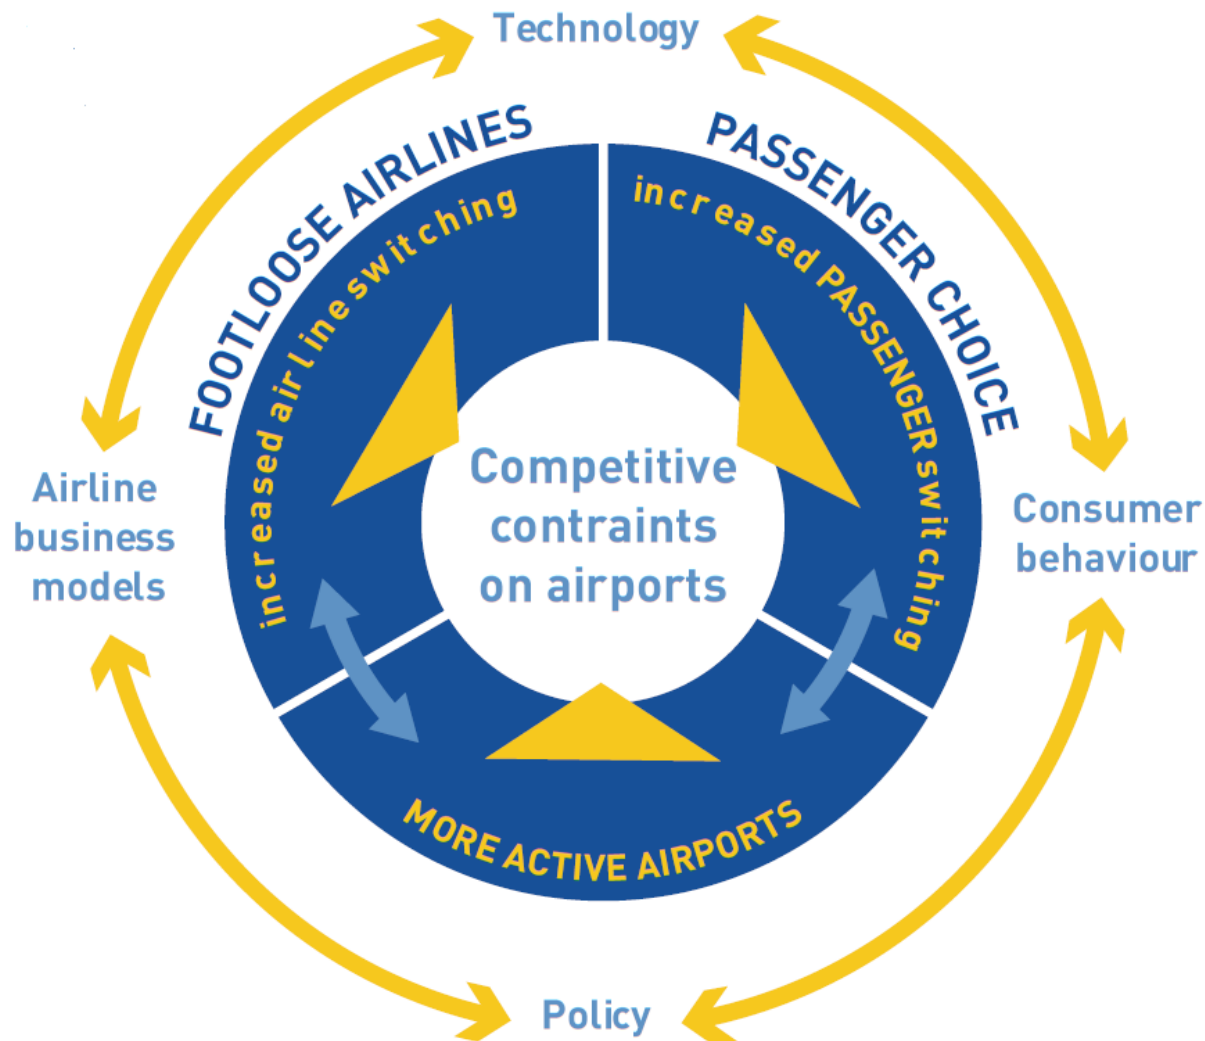 Technology
FOOTLOOSE AIRLINES
PASSENGER CHOICE
increased airline switching
increased PASSENGER switching
Airline
business
models
Competitive
contraints
on airports
Consumer
behaviour
MORE ACTIVE AIRPORTS
Policy